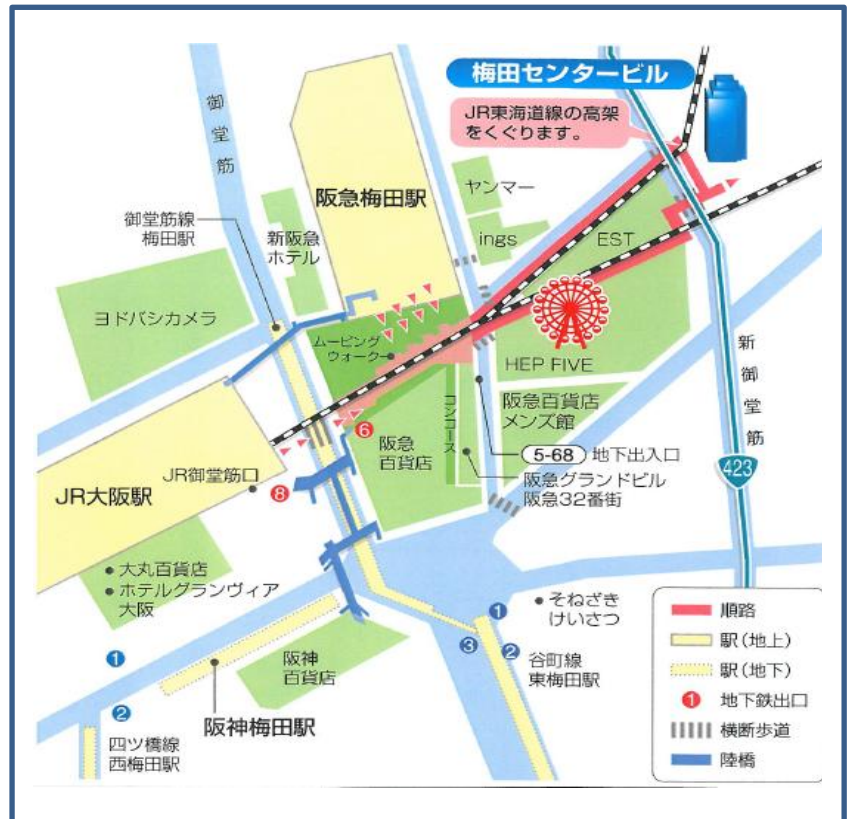 梅田センタービル
JR東海道線の高架
をくぐります。
御堂筋
阪急梅田駅
ヤンマー
御堂筋線
梅田駅
新阪急
ホテル
ings
EST
ヨドバシカメラ
ムービング
ウォーク
HEP FIVE
新御堂筋
コンコース
阪急百貨店
メンズ館
6
阪急
百貨店
5-68 地下出入口
JR御堂筋口
阪急グランドビル
阪急32番街
423
JR大阪駅
8
大丸百貨店
ホテルグランヴィア
大阪
そねざき
けいさつ
1
3
2
谷町線
東梅田駅
阪神
百貨店
1
阪神梅田駅
2
四ツ橋線
西梅田駅
順路
駅(地上)
駅(地下)
1 地下鉄出口
横断歩道
陸橋